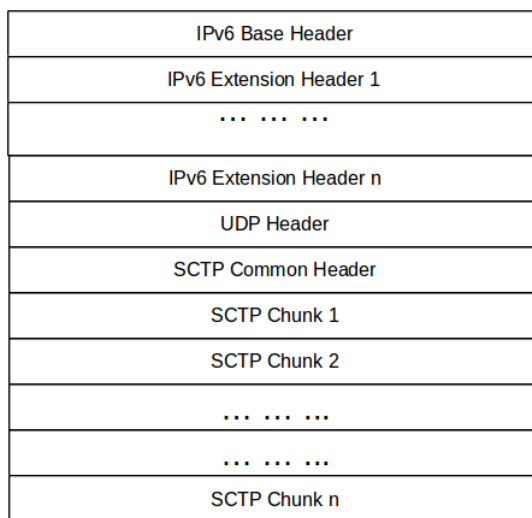 IPv6 Base Header
IPv6 Extension Header 1
... ... ...
IPv6 Extension Header n
UDP Header
SCTP Common Header
SCTP Chunk 1
SCTP Chunk 2
... ... ...
... ... ...
SCTP Chunk n